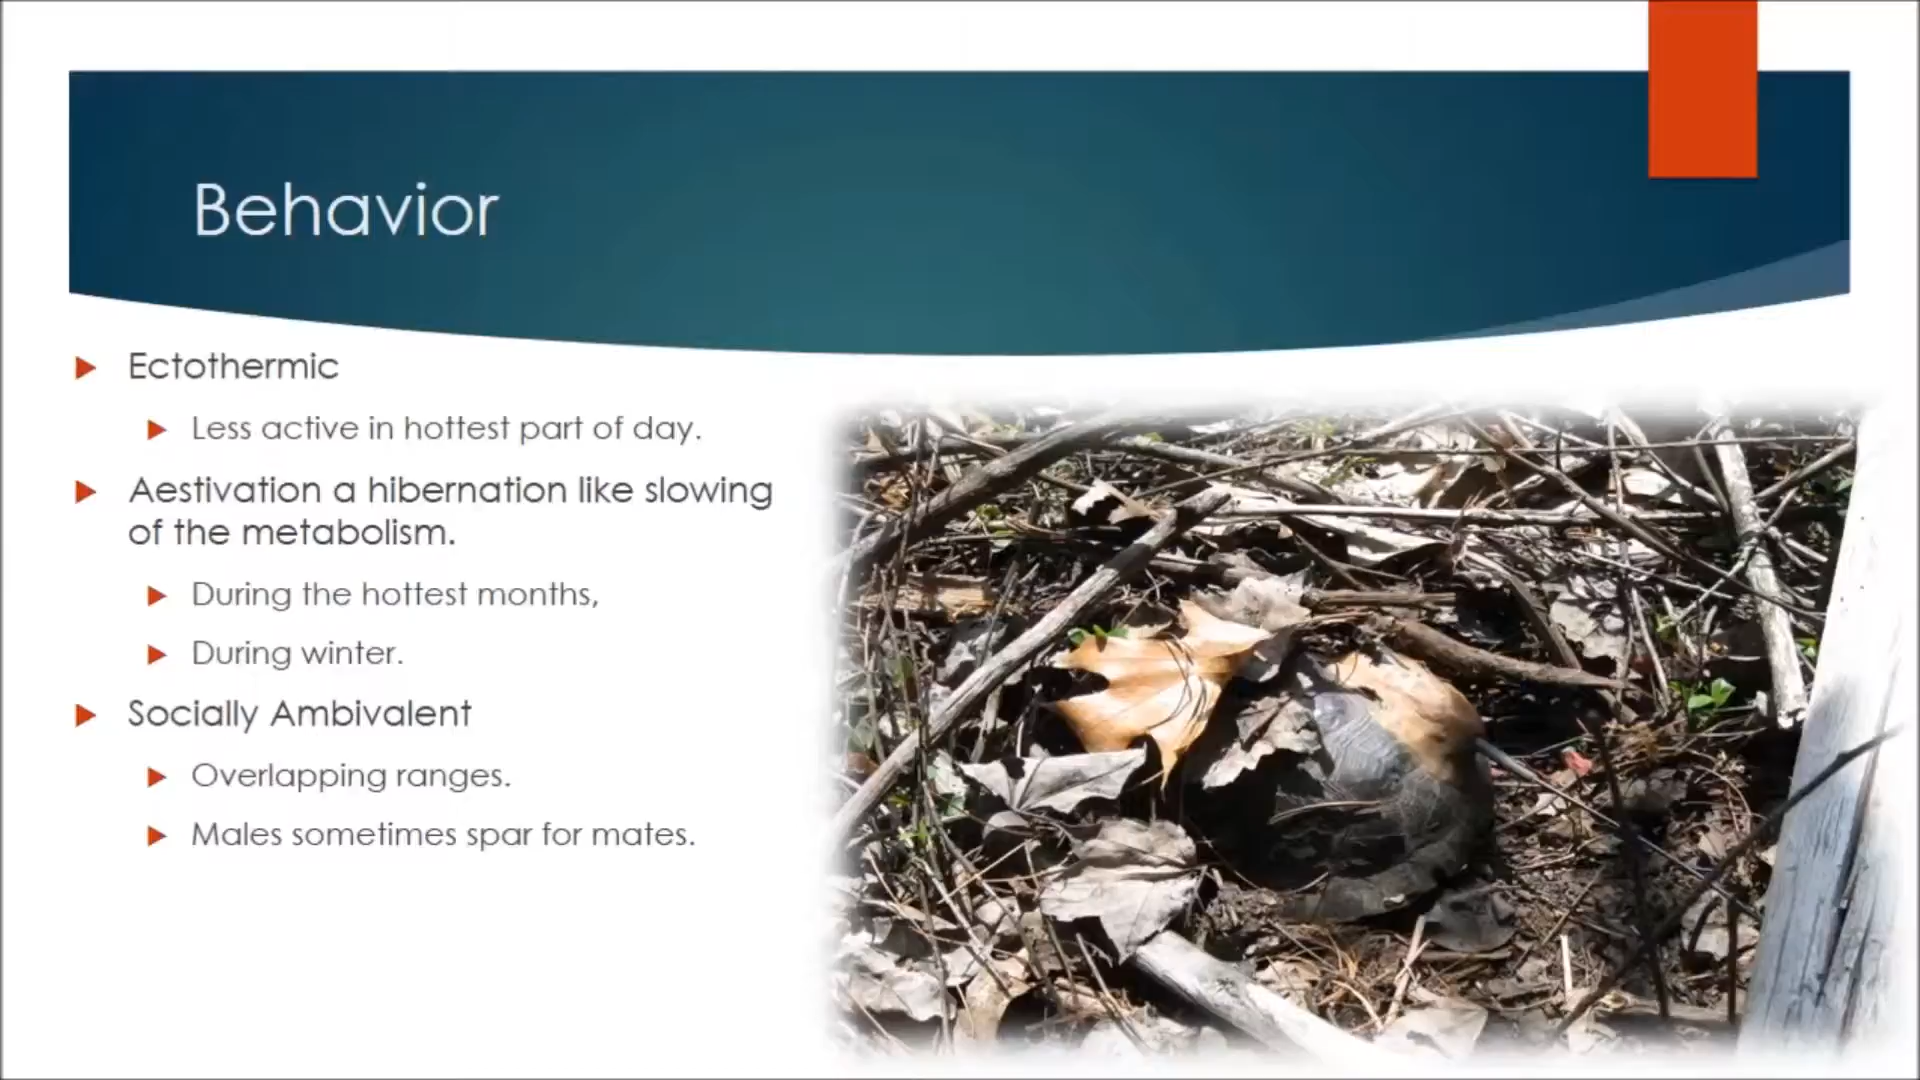 Behavior
Ectothermic
Less active in hottest part of day.
Aestivation a hibernation like slowing
of the metabolism.
During the hottest months,
During winter.
Socially Ambivalent
Overlapping ranges.
Males sometimes spar for mates.